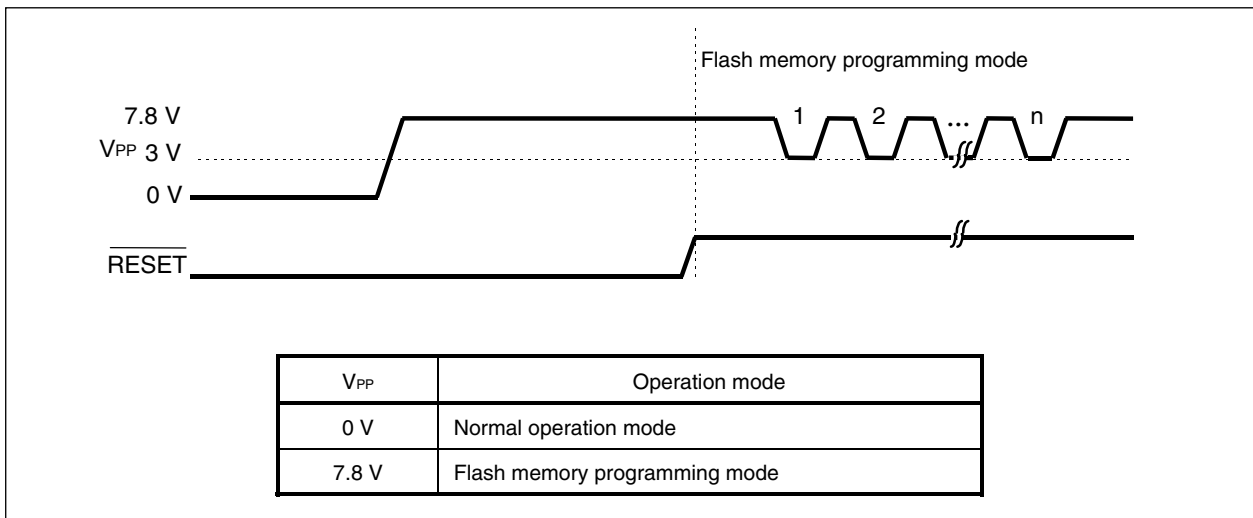 Flash memory programming mode
7.8 V
1 2 ... n
VPP 3 V
0 V
RESET
VPP Operation mode
0 V Normal operation mode
7.8 V Flash memory programming mode